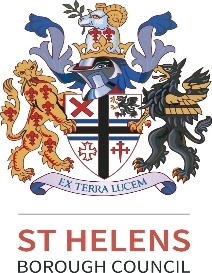 EX TERRA LUCEM
ST HELENS
BOROUGH COUNCIL